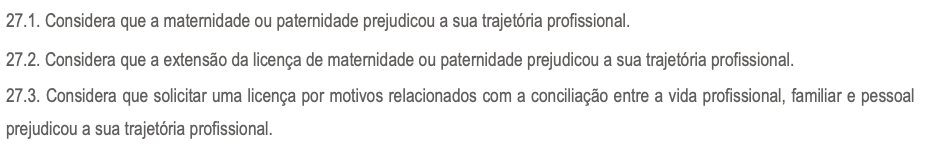 27.1. Considera que a maternidade ou paternidade prejudicou a sua trajetória profissional.
27.2. Considera que a extensão da licença de maternidade ou paternidade prejudicou a sua trajetória profissional.
27.3. Considera que solicitar uma licença por motivos relacionados com a conciliação entre a vida profissional, familiar e pessoal
prejudicou a sua trajetória profissional.